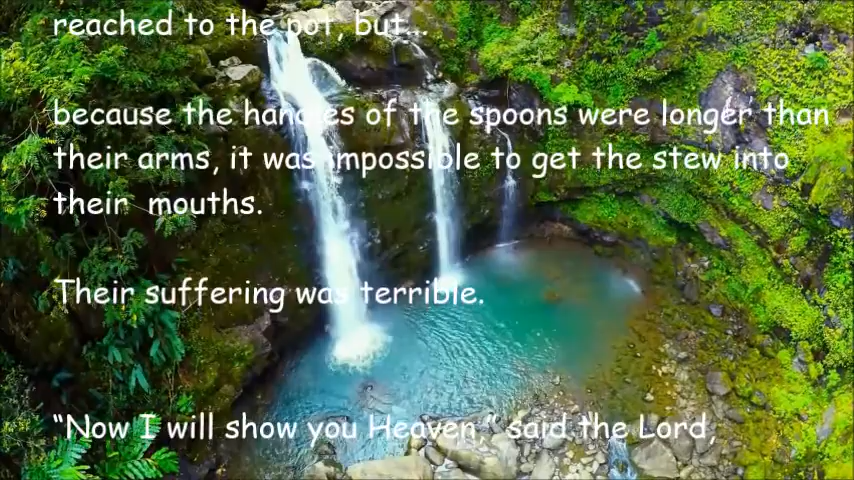 reached to the pot, but...
because the handles of the spoons were longer than
their arms, it was impossible to get the stew into
their mouths.
Their suffering was terrible.
“Now I will show you Heaven,” said the Lord,